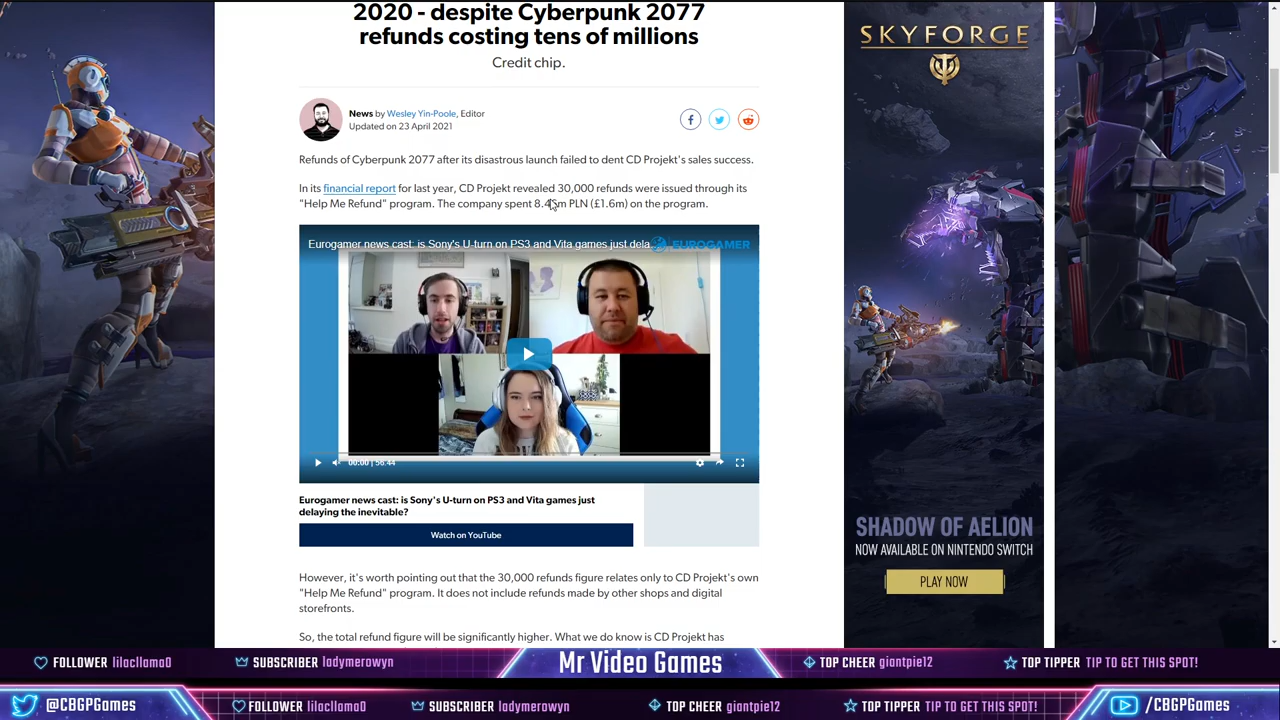 2020 - despite Cyberpunk 2077
refunds costing tens of millions
Credit chip.
News by Wesley Yin-Poole, Editor
Updated on 23 April 2021
Refunds of Cyberpunk 2077 after its disastrous launch failed to dent CD Projekt's sales success.
In its financial report for last year, CD Projekt revealed 30,000 refunds were issued through its
"Help Me Refund" program. The company spent PLN (£1.6m) on the program.
Eurogamer news cast: is Sony's U-turn on PS3 and Vita games just dela...
EUROGAMER
00:00 | 56:44
Eurogamer news cast: is Sony's U-turn on PS3 and Vita games just
delaying the inevitable?
Watch on YouTube
However, it's worth pointing out that the 30,000 refunds figure relates only to CD Projekt's own
"Help Me Refund" program. It does not include refunds made by other shops and digital
storefronts.
So, the total refund figure will be significantly higher. What we do know is CD Projekt has
SKYFORGE
SHADOW OF AELION
NOW AVAILABLE ON NINTENDO SWITCH
PLAY NOW
FOLLOWER lilacllama0
SUBSCRIBER ladymerowyn
Mr Video Games
TOP CHEER giantpie12
TOP TIPPER TIP TO GET THIS SPOT!
@CBGPGames
FOLLOWER lilacllama0
SUBSCRIBER ladymerowyn
TOP CHEER giantpie12
TOP TIPPER TIP TO GET THIS SPOT!
/CBGPGames